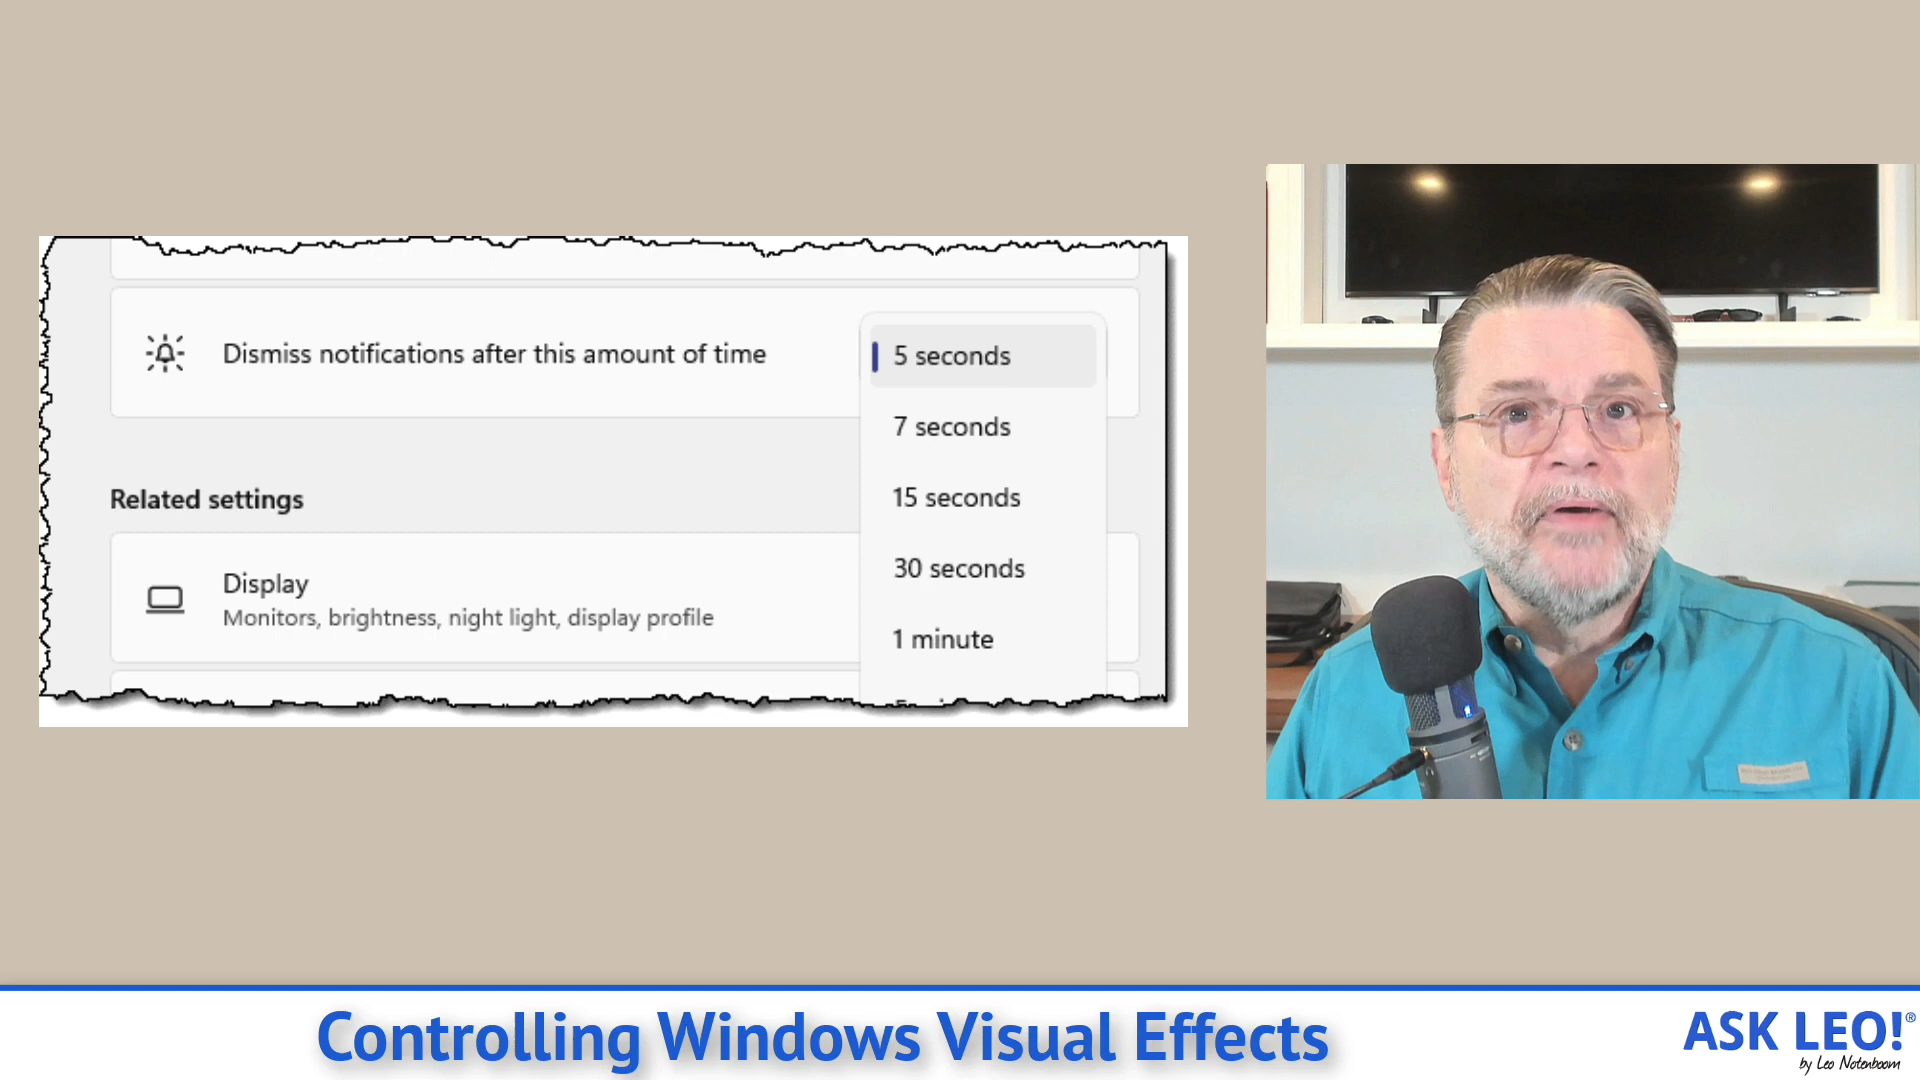 Dismiss notifications after this amount of time
5 seconds
7 seconds
15 seconds
30 seconds
1 minute
Related settings
Display
Monitors, brightness, night light, display profile
Controlling Windows Visual Effects
ASK LEO!®
by Leo Notenboom